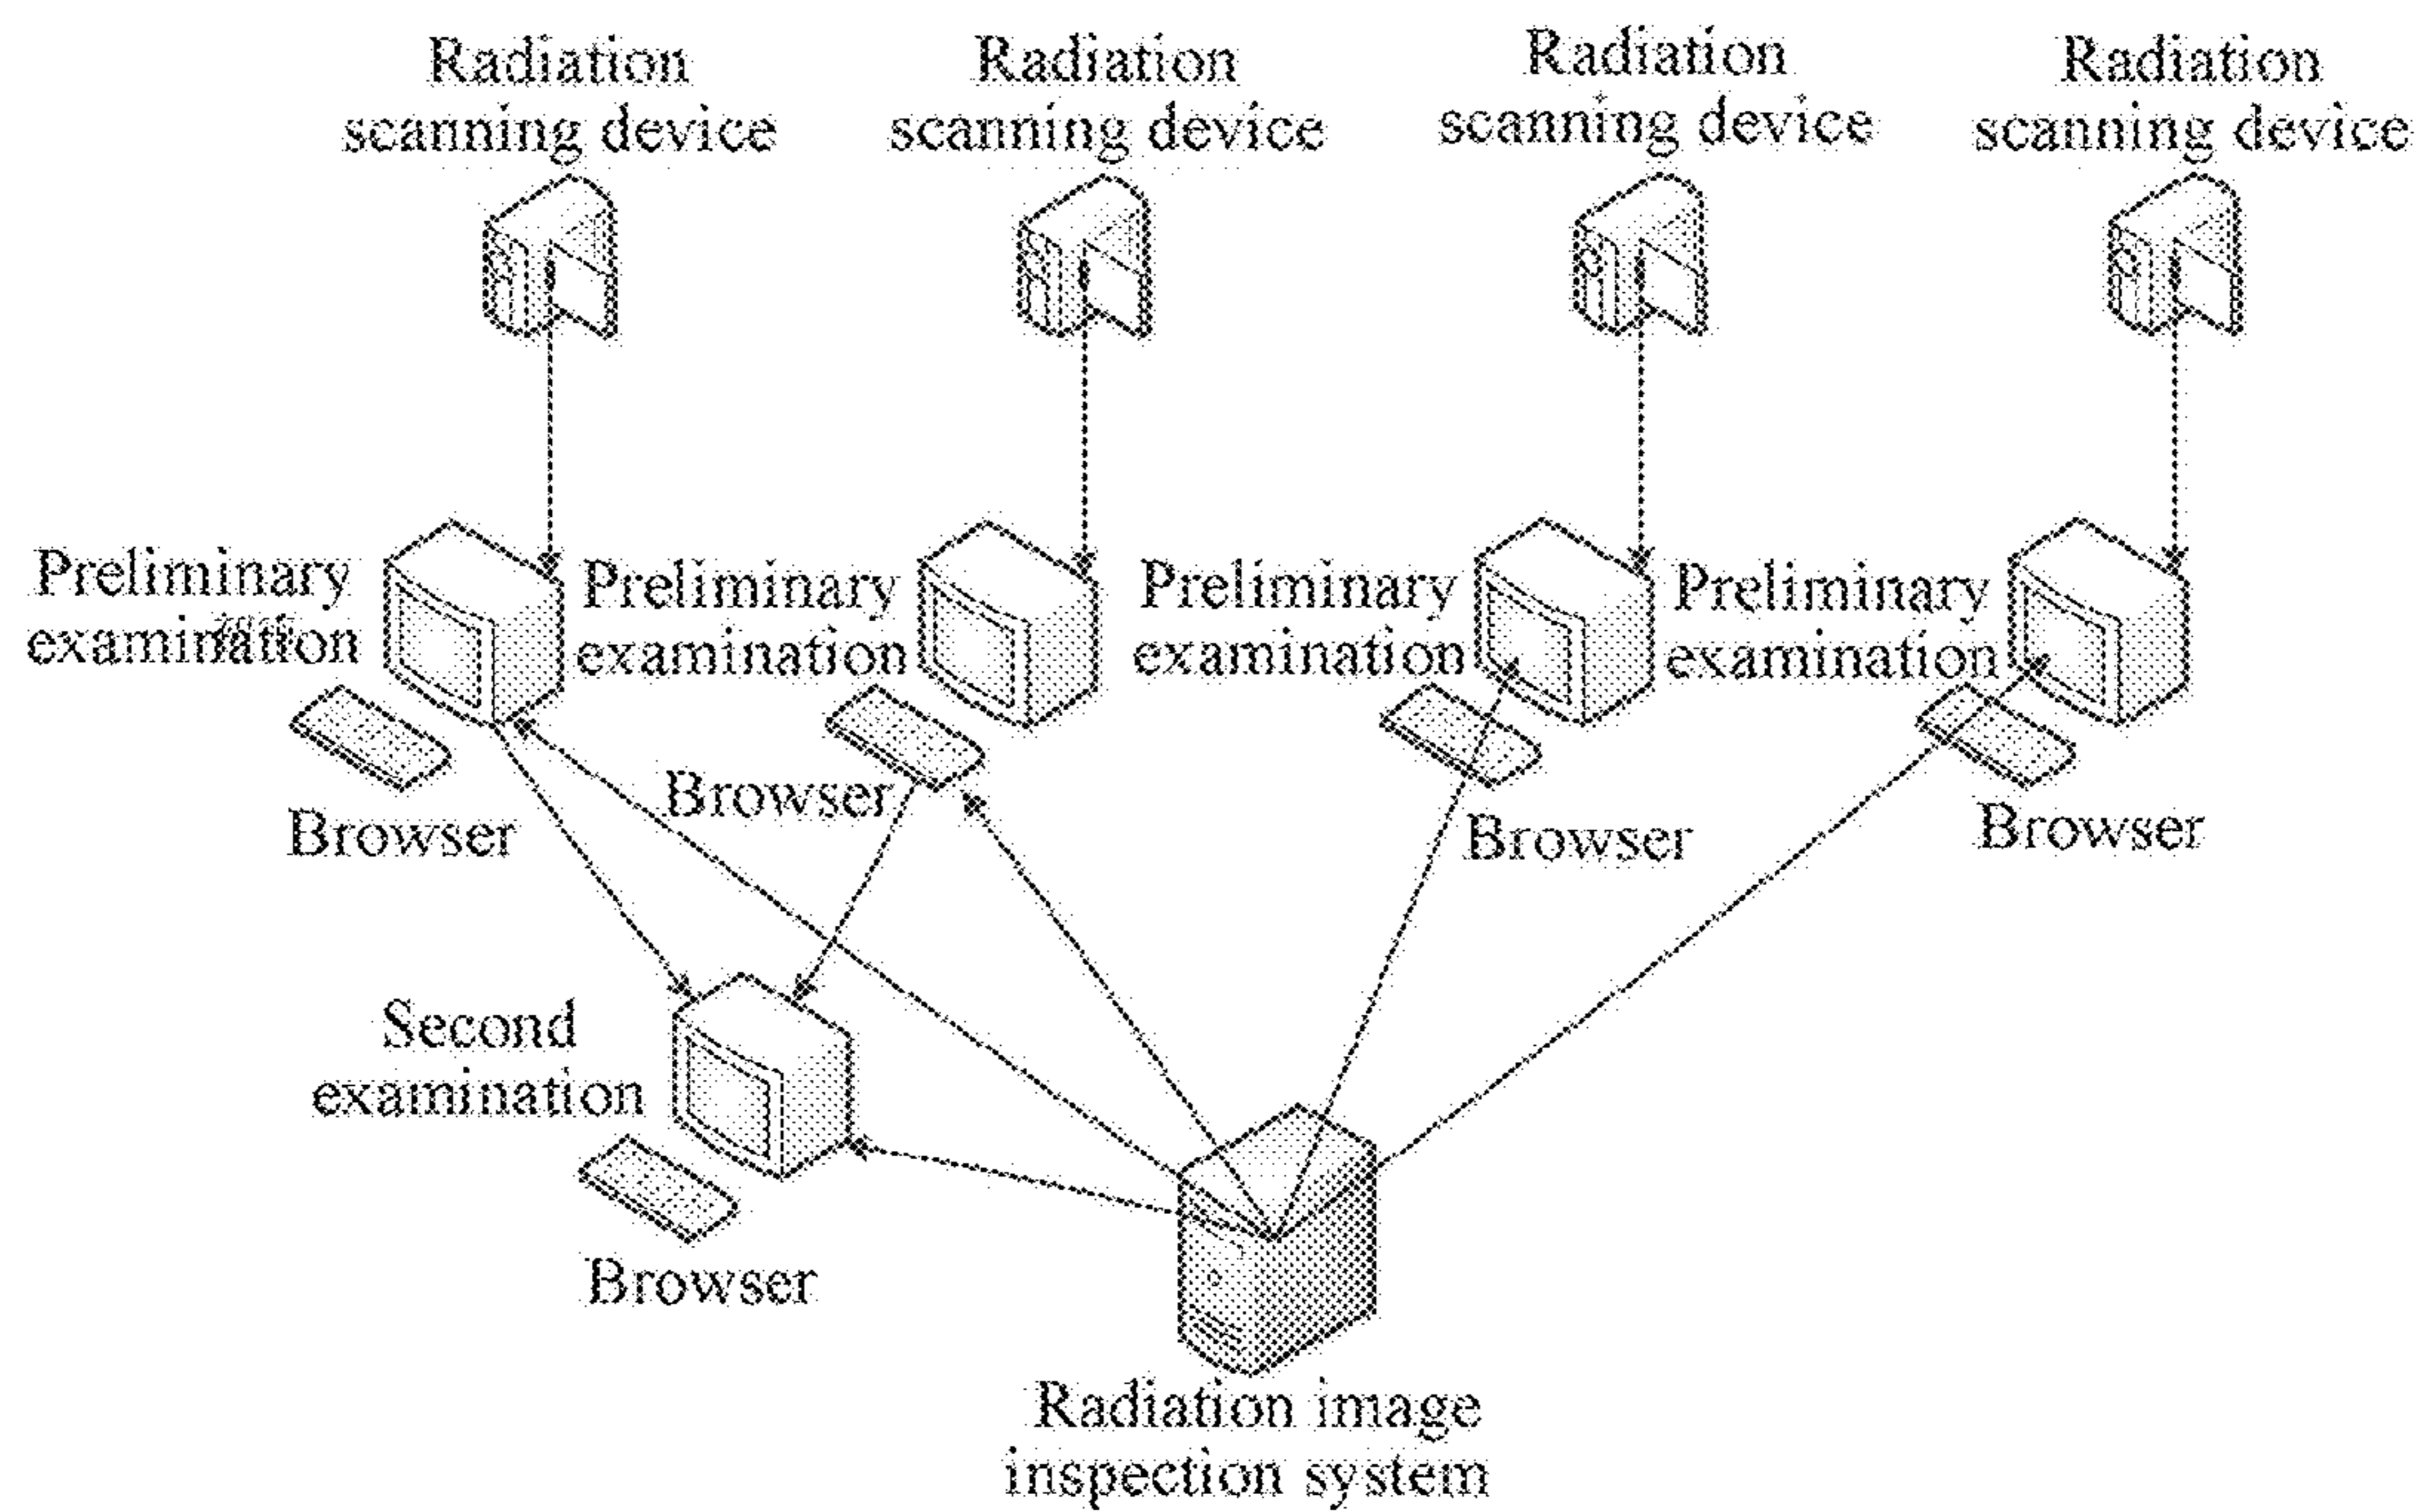 Radiation
scanning device
Radiation
scanning device
Radiation
scanning device
Radiation
scanning device
Preliminary
examination
Preliminary
examination
Preliminary
examination
Preliminary
examination
Browser
Browser
Browser
Browser
Second
examination
Browser
Radiation image
inspection system